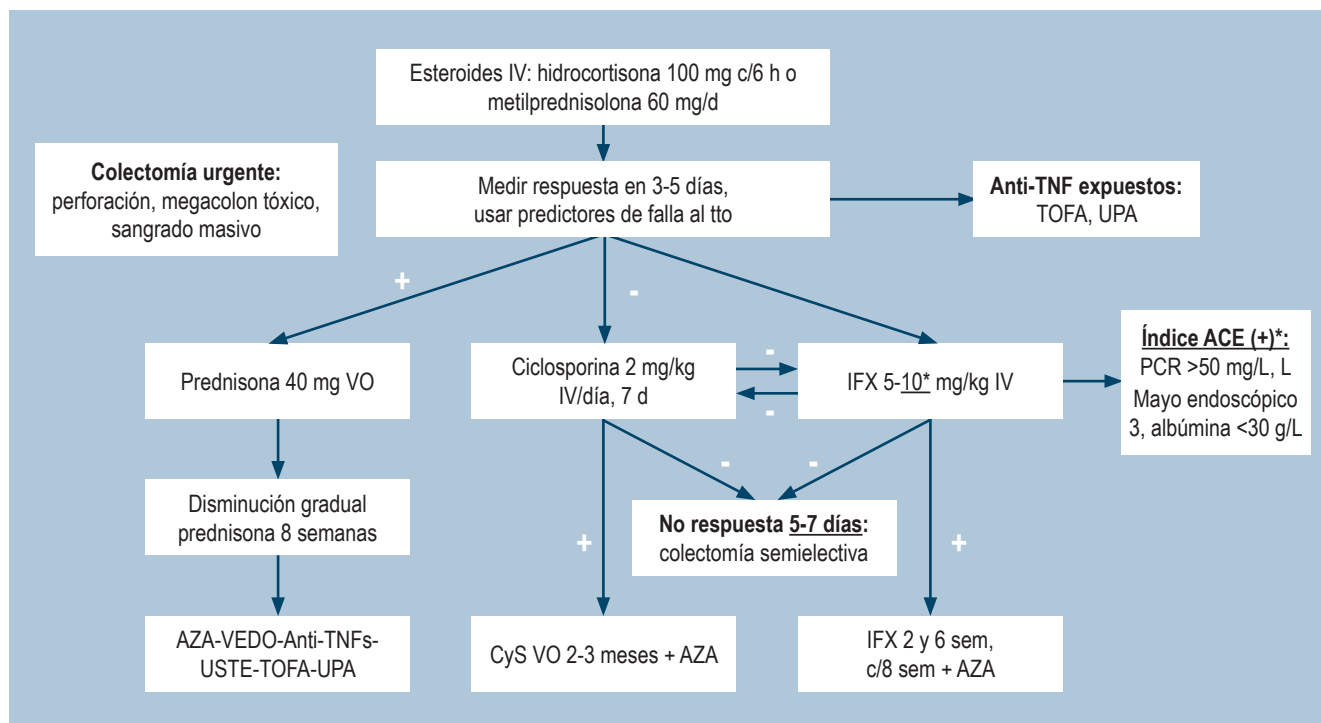 Esteroides IV: hidrocortisona 100 mg c/6 h o
metilprednisolona 60 mg/d
Colectomía urgente:
perforación, megacolon tóxico,
sangrado masivo
Medir respuesta en 3-5 días,
usar predictores de falla al tto
Anti-TNF expuestos:
TOFA, UPA
+
-
Prednisona 40 mg VO
Ciclosporina 2 mg/kg
IV/día, 7 d
-
-
IFX 5-10* mg/kg IV
Índice ACE (+)*:
PCR >50 mg/L, L
Mayo endoscópico
3, albúmina <30 g/L
Disminución gradual
prednisona 8 semanas
-
-
No respuesta 5-7 días:
colectomía semielectiva
+
+
AZA-VEDO-Anti-TNFs-
USTE-TOFA-UPA
CyS VO 2-3 meses + AZA
IFX 2 y 6 sem,
c/8 sem + AZA